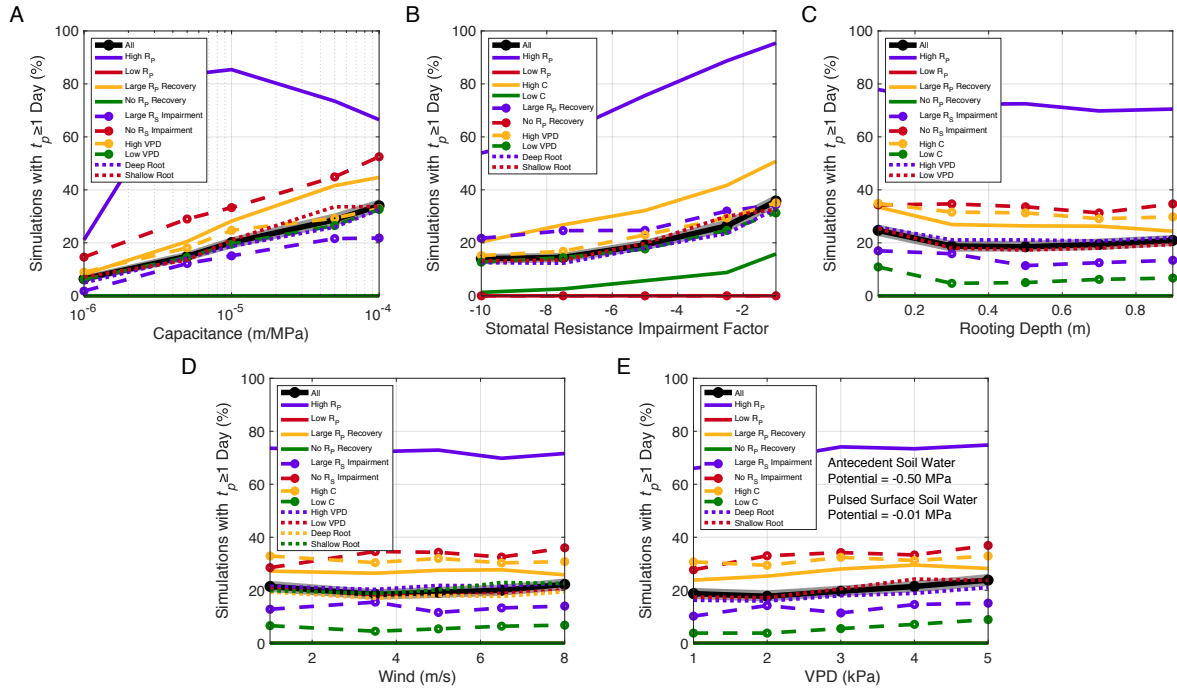 A
Simulations with tₚ≥1 Day (%)
100
80
60
40
20
0
All
High R_P
Low R_P
Large R_P Recovery
No R_P Recovery
Large R_S Impairment
No R_S Impairment
High VPD
Low VPD
Deep Root
Shallow Root
10⁻⁶
10⁻⁵
10⁻⁴
Capacitance (m/MPa)
B
Simulations with tₚ≥1 Day (%)
100
80
60
40
20
0
All
High R_P
Low R_P
High C
Low C
Large R_P Recovery
No R_P Recovery
High VPD
Low VPD
Deep Root
Shallow Root
-10
-8
-6
-4
-2
Stomatal Resistance Impairment Factor
C
Simulations with tₚ≥1 Day (%)
100
80
60
40
20
0
All
High R_P
Low R_P
Large R_P Recovery
No R_P Recovery
Large R_S Impairment
No R_S Impairment
High C
Low C
High VPD
Low VPD
0.2
0.4
0.6
0.8
Rooting Depth (m)
D
Simulations with tₚ≥1 Day (%)
100
80
60
40
20
0
All
High R_P
Low R_P
Large R_P Recovery
No R_P Recovery
Large R_S Impairment
No R_S Impairment
High C
Low C
High VPD
Low VPD
Deep Root
Shallow Root
2
4
6
8
Wind (m/s)
E
Simulations with tₚ≥1 Day (%)
100
80
60
40
20
0
All
High R_P
Low R_P
Large R_P Recovery
No R_P Recovery
Large R_S Impairment
No R_S Impairment
High C
Low C
Deep Root
Shallow Root
Antecedent Soil Water
Potential = -0.50 MPa
Pulsed Surface Soil Water
Potential = -0.01 MPa
1
2
3
4
5
VPD (kPa)